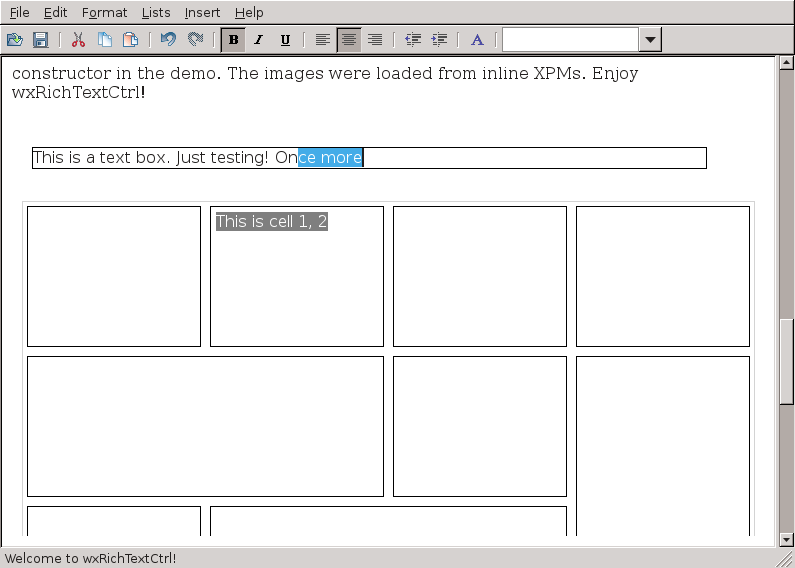 File Edit Format Lists Insert Help
B I U A
constructor in the demo. The images were loaded from inline XPMs. Enjoy
wxRichTextCtrl!
This is a text box. Just testing! Once more
This is cell 1, 2
Welcome to wxRichTextCtrl!